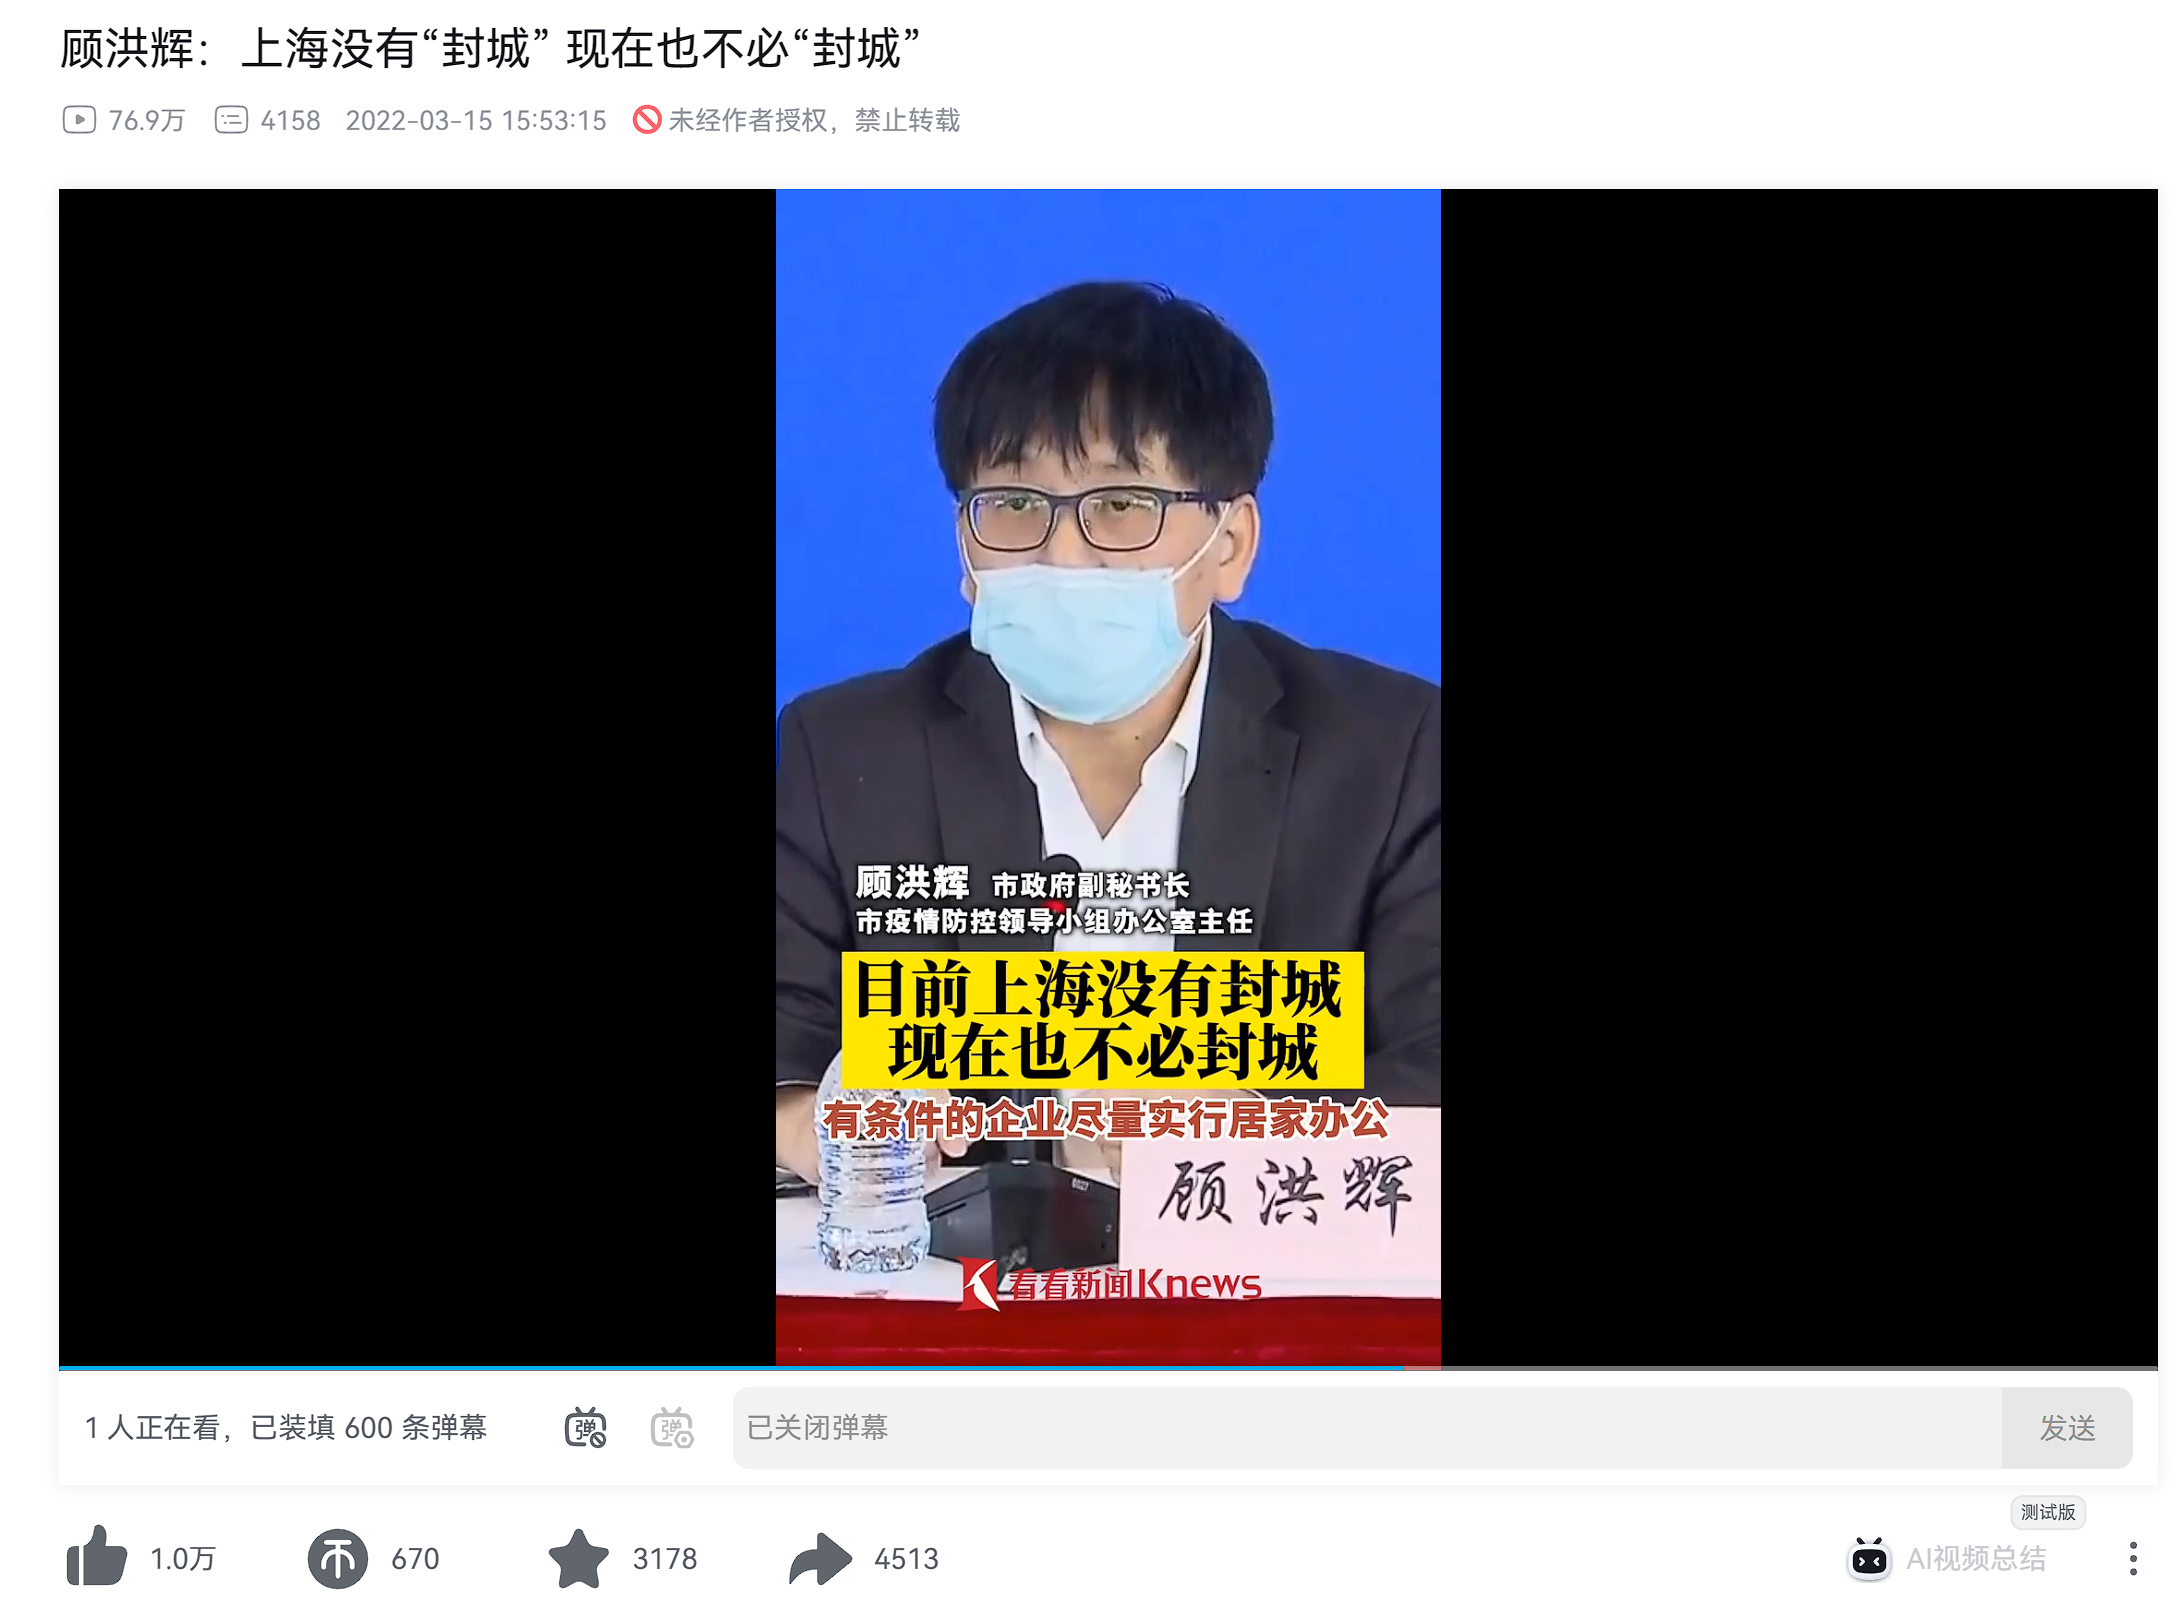 顾洪辉：上海没有“封城” 现在也不必“封城”
76.9万 4158 2022-03-15 15:53:15 未经作者授权，禁止转载
顾洪辉 市政府副秘书长
市疫情防控领导小组办公室主任
目前上海没有封城
现在也不必封城
有条件的企业尽量实行居家办公
顾洪辉
看看新闻Knews
1 人正在看，已装填 600 条弹幕 弹 弹 已关闭弹幕 发送
测试版
1.0万 670 3178 4513 AI视频总结